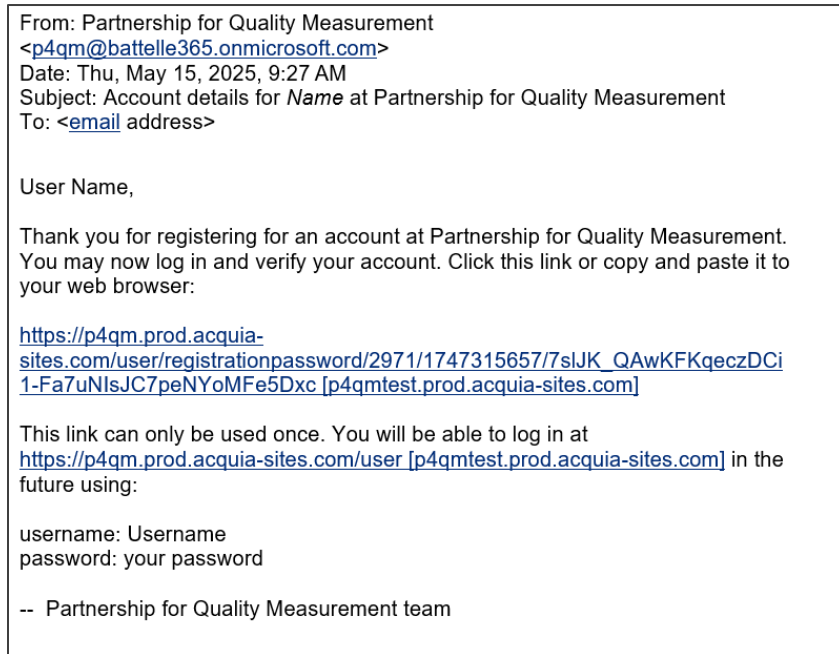 From: Partnership for Quality Measurement
<p4qm@battelle365.onmicrosoft.com>
Date: Thu, May 15, 2025, 9:27 AM
Subject: Account details for Name at Partnership for Quality Measurement
To: <email address>
User Name,
Thank you for registering for an account at Partnership for Quality Measurement.
You may now log in and verify your account. Click this link or copy and paste it to
your web browser:
https://p4qm.prod.acquia-
sites.com/user/registrationpassword/2971/1747315657/7slJK_QAwKFKqeczDCi
1-Fa7uNIsJC7peNYoMFe5Dxc [p4qmtest.prod.acquia-sites.com]
This link can only be used once. You will be able to log in at
https://p4qm.prod.acquia-sites.com/user [p4qmtest.prod.acquia-sites.com] in the
future using:
username: Username
password: your password
-- Partnership for Quality Measurement team